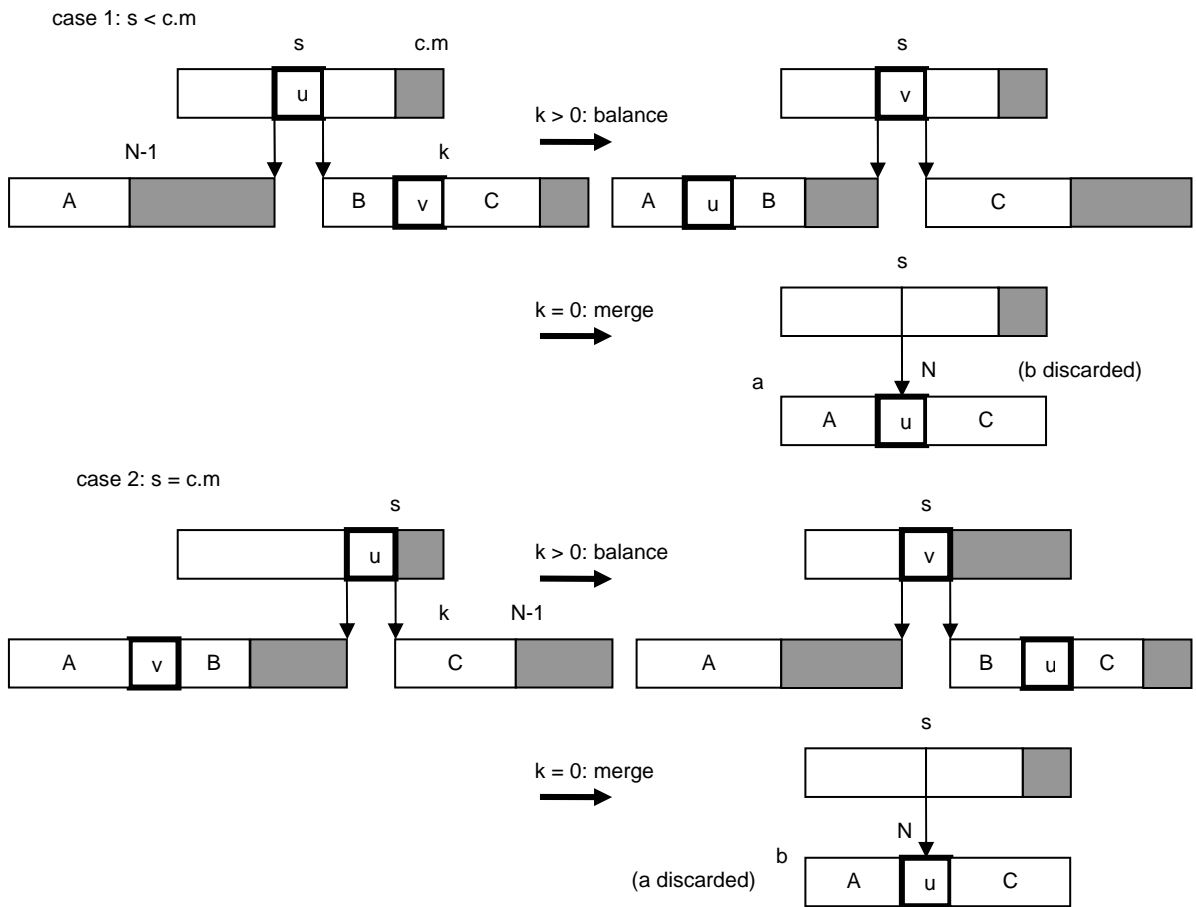 case 1: s < c.m
s c.m s
u v
k > 0: balance
N-1 k
A B v C A u B C
s
k = 0: merge
N (b discarded)
a
A u C
case 2: s = c.m
s s
u v
k > 0: balance
k N-1
A v B C A B u C
s
k = 0: merge
N
b
(a discarded) A u C